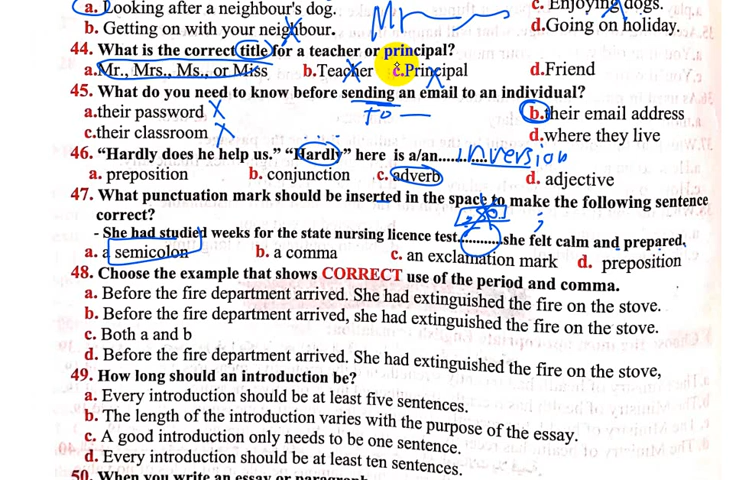 a. Looking after a neighbour's dog.
c. Enjoying dogs.
b. Getting on with your neighbour.
d.Going on holiday.
Mr
44. What is the correct title for a teacher or principal?
a.Mr., Mrs., Ms., or Miss b.Teacher c.Principal d.Friend
45. What do you need to know before sending an email to an individual?
a.their password b.their email address
To
c.their classroom d.where they live
46. “Hardly does he help us.” “Hardly” here is a/an........... inversion
a. preposition b. conjunction c. adverb d. adjective
47. What punctuation mark should be inserted in the space to make the following sentence
correct?
- She had studied weeks for the state nursing licence test...........she felt calm and prepared,
a. a semicolon b. a comma c. an exclamation mark d. preposition
48. Choose the example that shows CORRECT use of the period and comma.
a. Before the fire department arrived. She had extinguished the fire on the stove.
b. Before the fire department arrived, she had extinguished the fire on the stove.
c. Both a and b
d. Before the fire department arrived. She had extinguished the fire on the stove,
49. How long should an introduction be?
a. Every introduction should be at least five sentences.
b. The length of the introduction varies with the purpose of the essay.
c. A good introduction only needs to be one sentence.
d. Every introduction should be at least ten sentences.
50. When you write an essay or paragraph